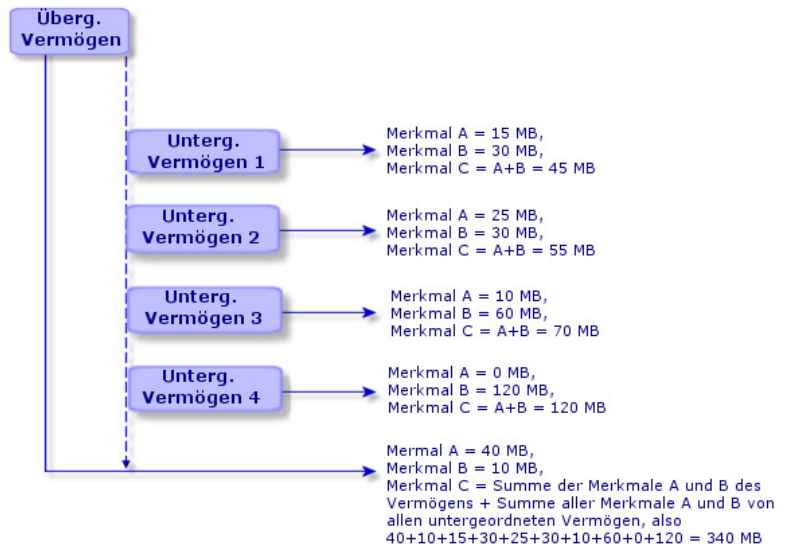 Überg.
Vermögen
Unterg.
Vermögen 1
Merkmal A = 15 MB,
Merkmal B = 30 MB,
Merkmal C = A+B = 45 MB
Unterg.
Vermögen 2
Merkmal A = 25 MB,
Merkmal B = 30 MB,
Merkmal C = A+B = 55 MB
Unterg.
Vermögen 3
Merkmal A = 10 MB,
Merkmal B = 60 MB,
Merkmal C = A+B = 70 MB
Unterg.
Vermögen 4
Merkmal A = 0 MB,
Merkmal B = 120 MB,
Merkmal C = A+B = 120 MB
Mermal A = 40 MB,
Merkmal B = 10 MB,
Merkmal C = Summe der Merkmale A und B des
Vermögens + Summe aller Merkmale A und B von
allen untergeordneten Vermögen, also
40+10+15+30+25+30+10+60+0+120 = 340 MB